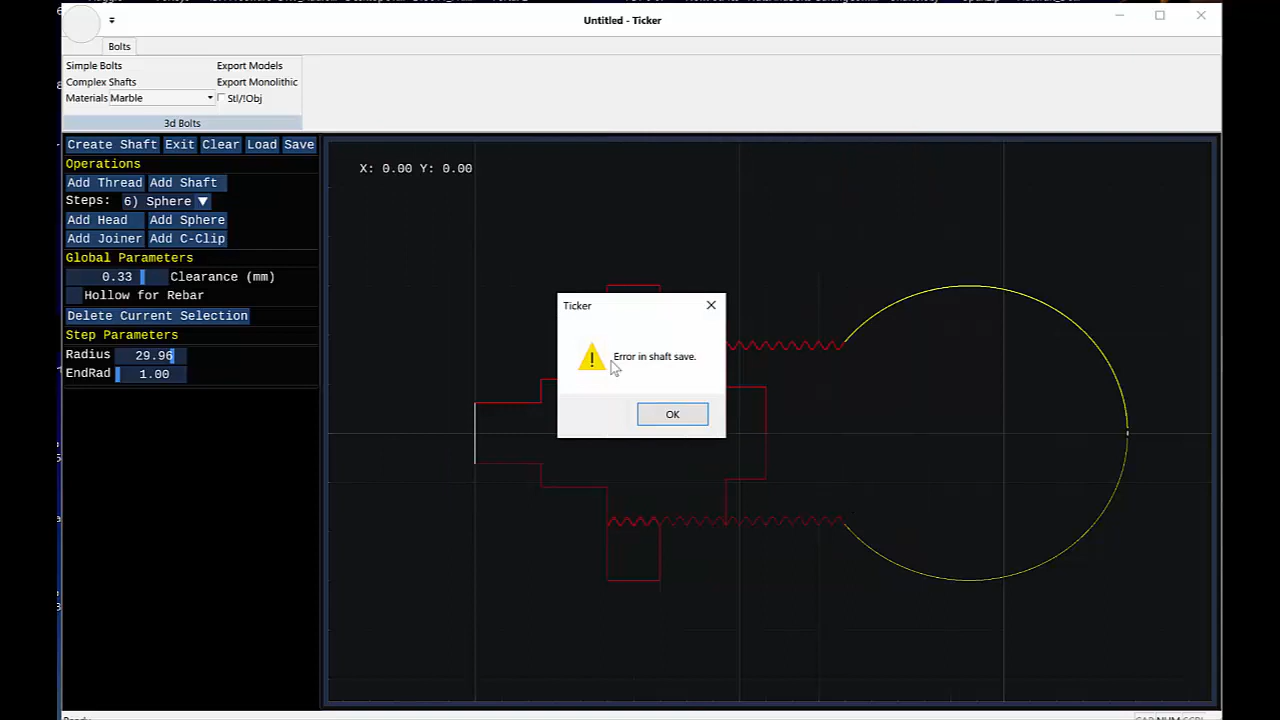 Untitled - Ticker
Bolts
Simple Bolts
Export Models
Complex Shafts
Export Monolithic
Materials Marble
Stl/!Obj
3d Bolts
Create Shaft Exit Clear Load Save
Operations
Add Thread Add Shaft
Steps: 6) Sphere
Add Head Add Sphere
Add Joiner Add C-Clip
Global Parameters
0.33 Clearance (mm)
Hollow for Rebar
Delete Current Selection
Step Parameters
Radius 29.96
EndRad 1.00
X: 0.00 Y: 0.00
Ticker
Error in shaft save.
OK